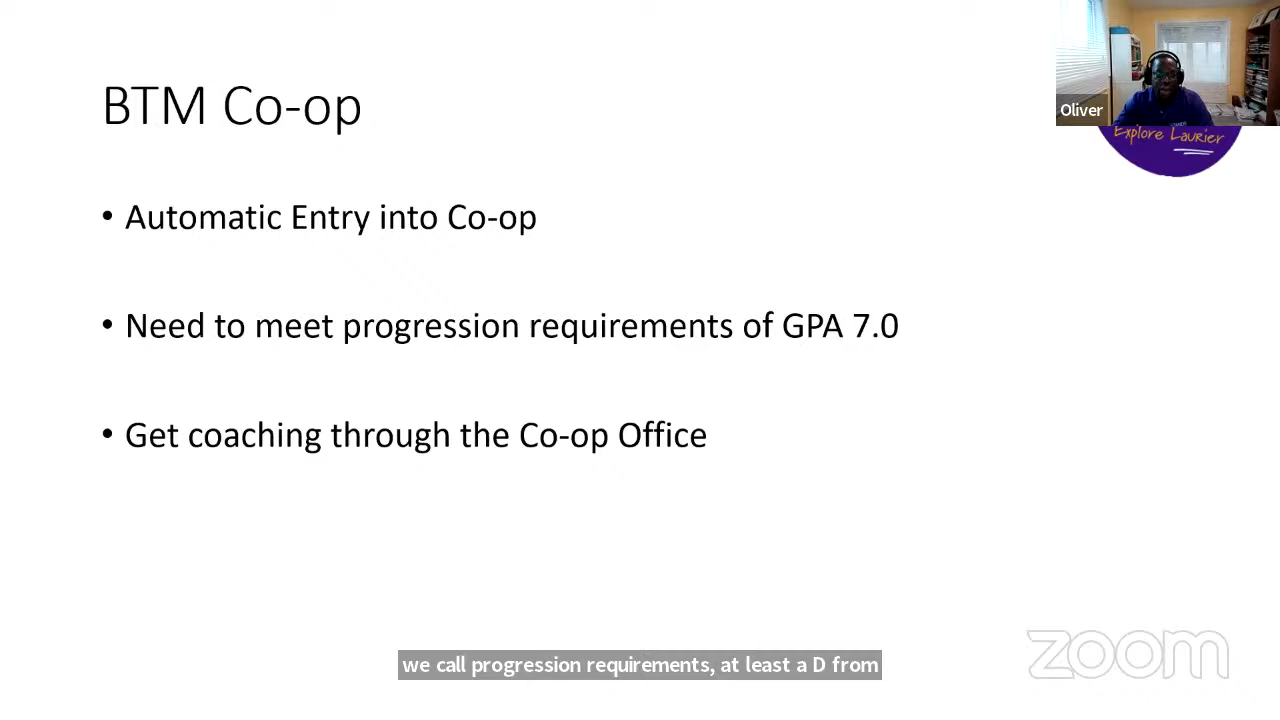 BTM Co-op
Oliver
Explore Laurier
• Automatic Entry into Co-op
• Need to meet progression requirements of GPA 7.0
• Get coaching through the Co-op Office
zoom
we call progression requirements, at least a D from